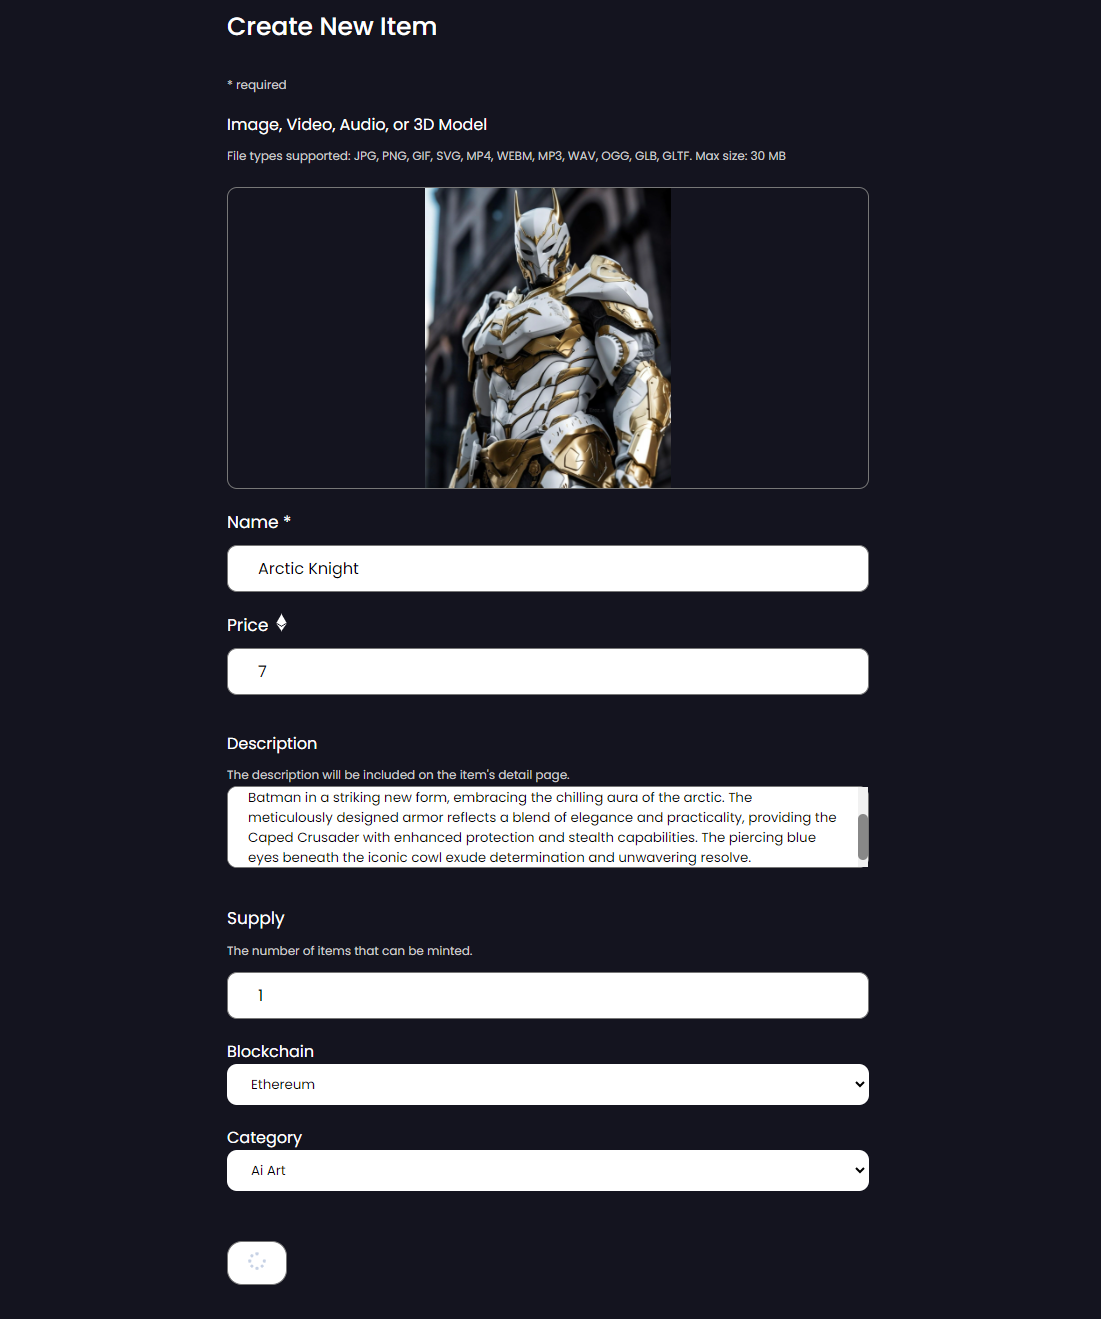 Create New Item
* required
Image, Video, Audio, or 3D Model
File types supported: JPG, PNG, GIF, SVG, MP4, WEBM, MP3, WAV, OGG, GLB, GLTF. Max size: 30 MB
Name *
Arctic Knight
Price
7
Description
The description will be included on the item's detail page.
Batman in a striking new form, embracing the chilling aura of the arctic. The
meticulously designed armor reflects a blend of elegance and practicality, providing the
Caped Crusader with enhanced protection and stealth capabilities. The piercing blue
eyes beneath the iconic cowl exude determination and unwavering resolve.
Supply
The number of items that can be minted.
1
Blockchain
Ethereum
Category
Ai Art